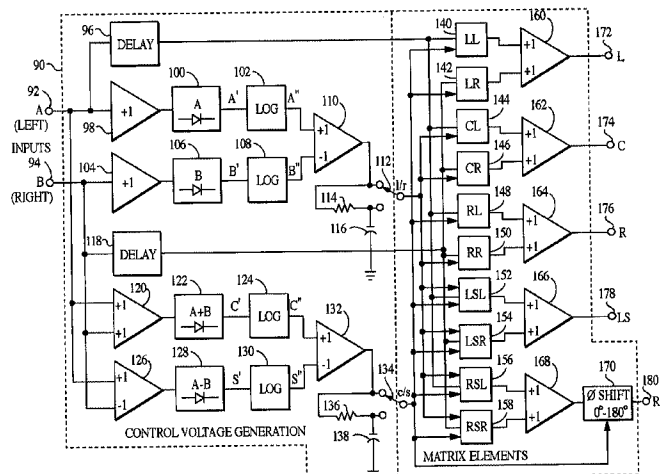 96
DELAY
90
92
A
(LEFT)
INPUTS
94
B
(RIGHT)
+1
98
100
A
A'
102
LOG
A"
104
+1
106
B
B'
108
LOG
B"
110
+1
-1
112
l/r
114
116
118
DELAY
120
+1
+1
122
A+B
C'
124
LOG
C"
126
+1
-1
128
A-B
S'
130
LOG
S"
132
+1
-1
134
c/s
136
138
CONTROL VOLTAGE GENERATION
140
LL
142
LR
+1
+1
160
172
L
144
CL
146
CR
+1
+1
162
174
C
148
RL
150
RR
+1
+1
164
176
R
152
LSL
154
LSR
+1
+1
166
178
LS
156
RSL
158
RSR
+1
+1
168
170
Ø SHIFT
0°-180°
180
MATRIX ELEMENTS